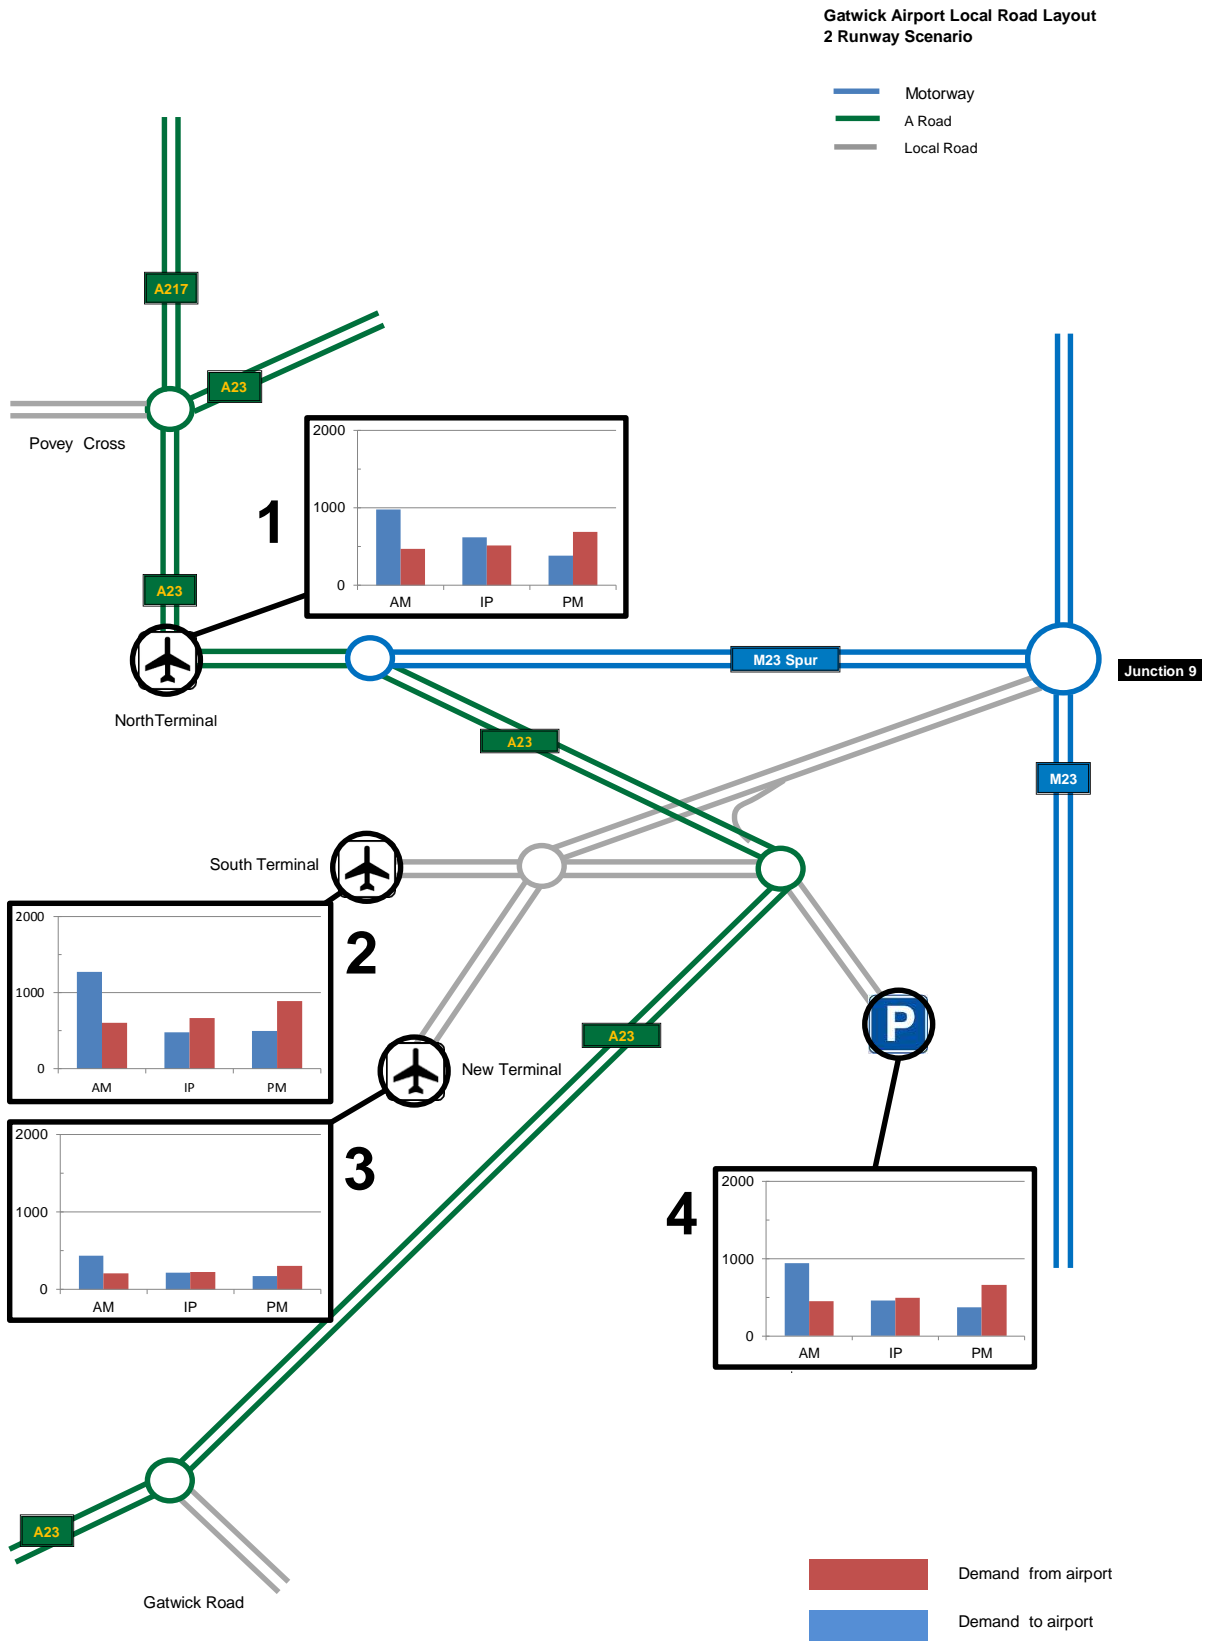 Gatwick Airport Local Road Layout
2 Runway Scenario
Motorway
A Road
Local Road
A217
A23
Povey Cross
1
2000
1000
0
AM IP PM
A23
M23 Spur
Junction 9
NorthTerminal
A23
M23
South Terminal
2
2000
1000
0
AM IP PM
A23
P
New Terminal
3
2000
1000
0
AM IP PM
4
2000
1000
0
AM IP PM
A23
Gatwick Road
Demand from airport
Demand to airport